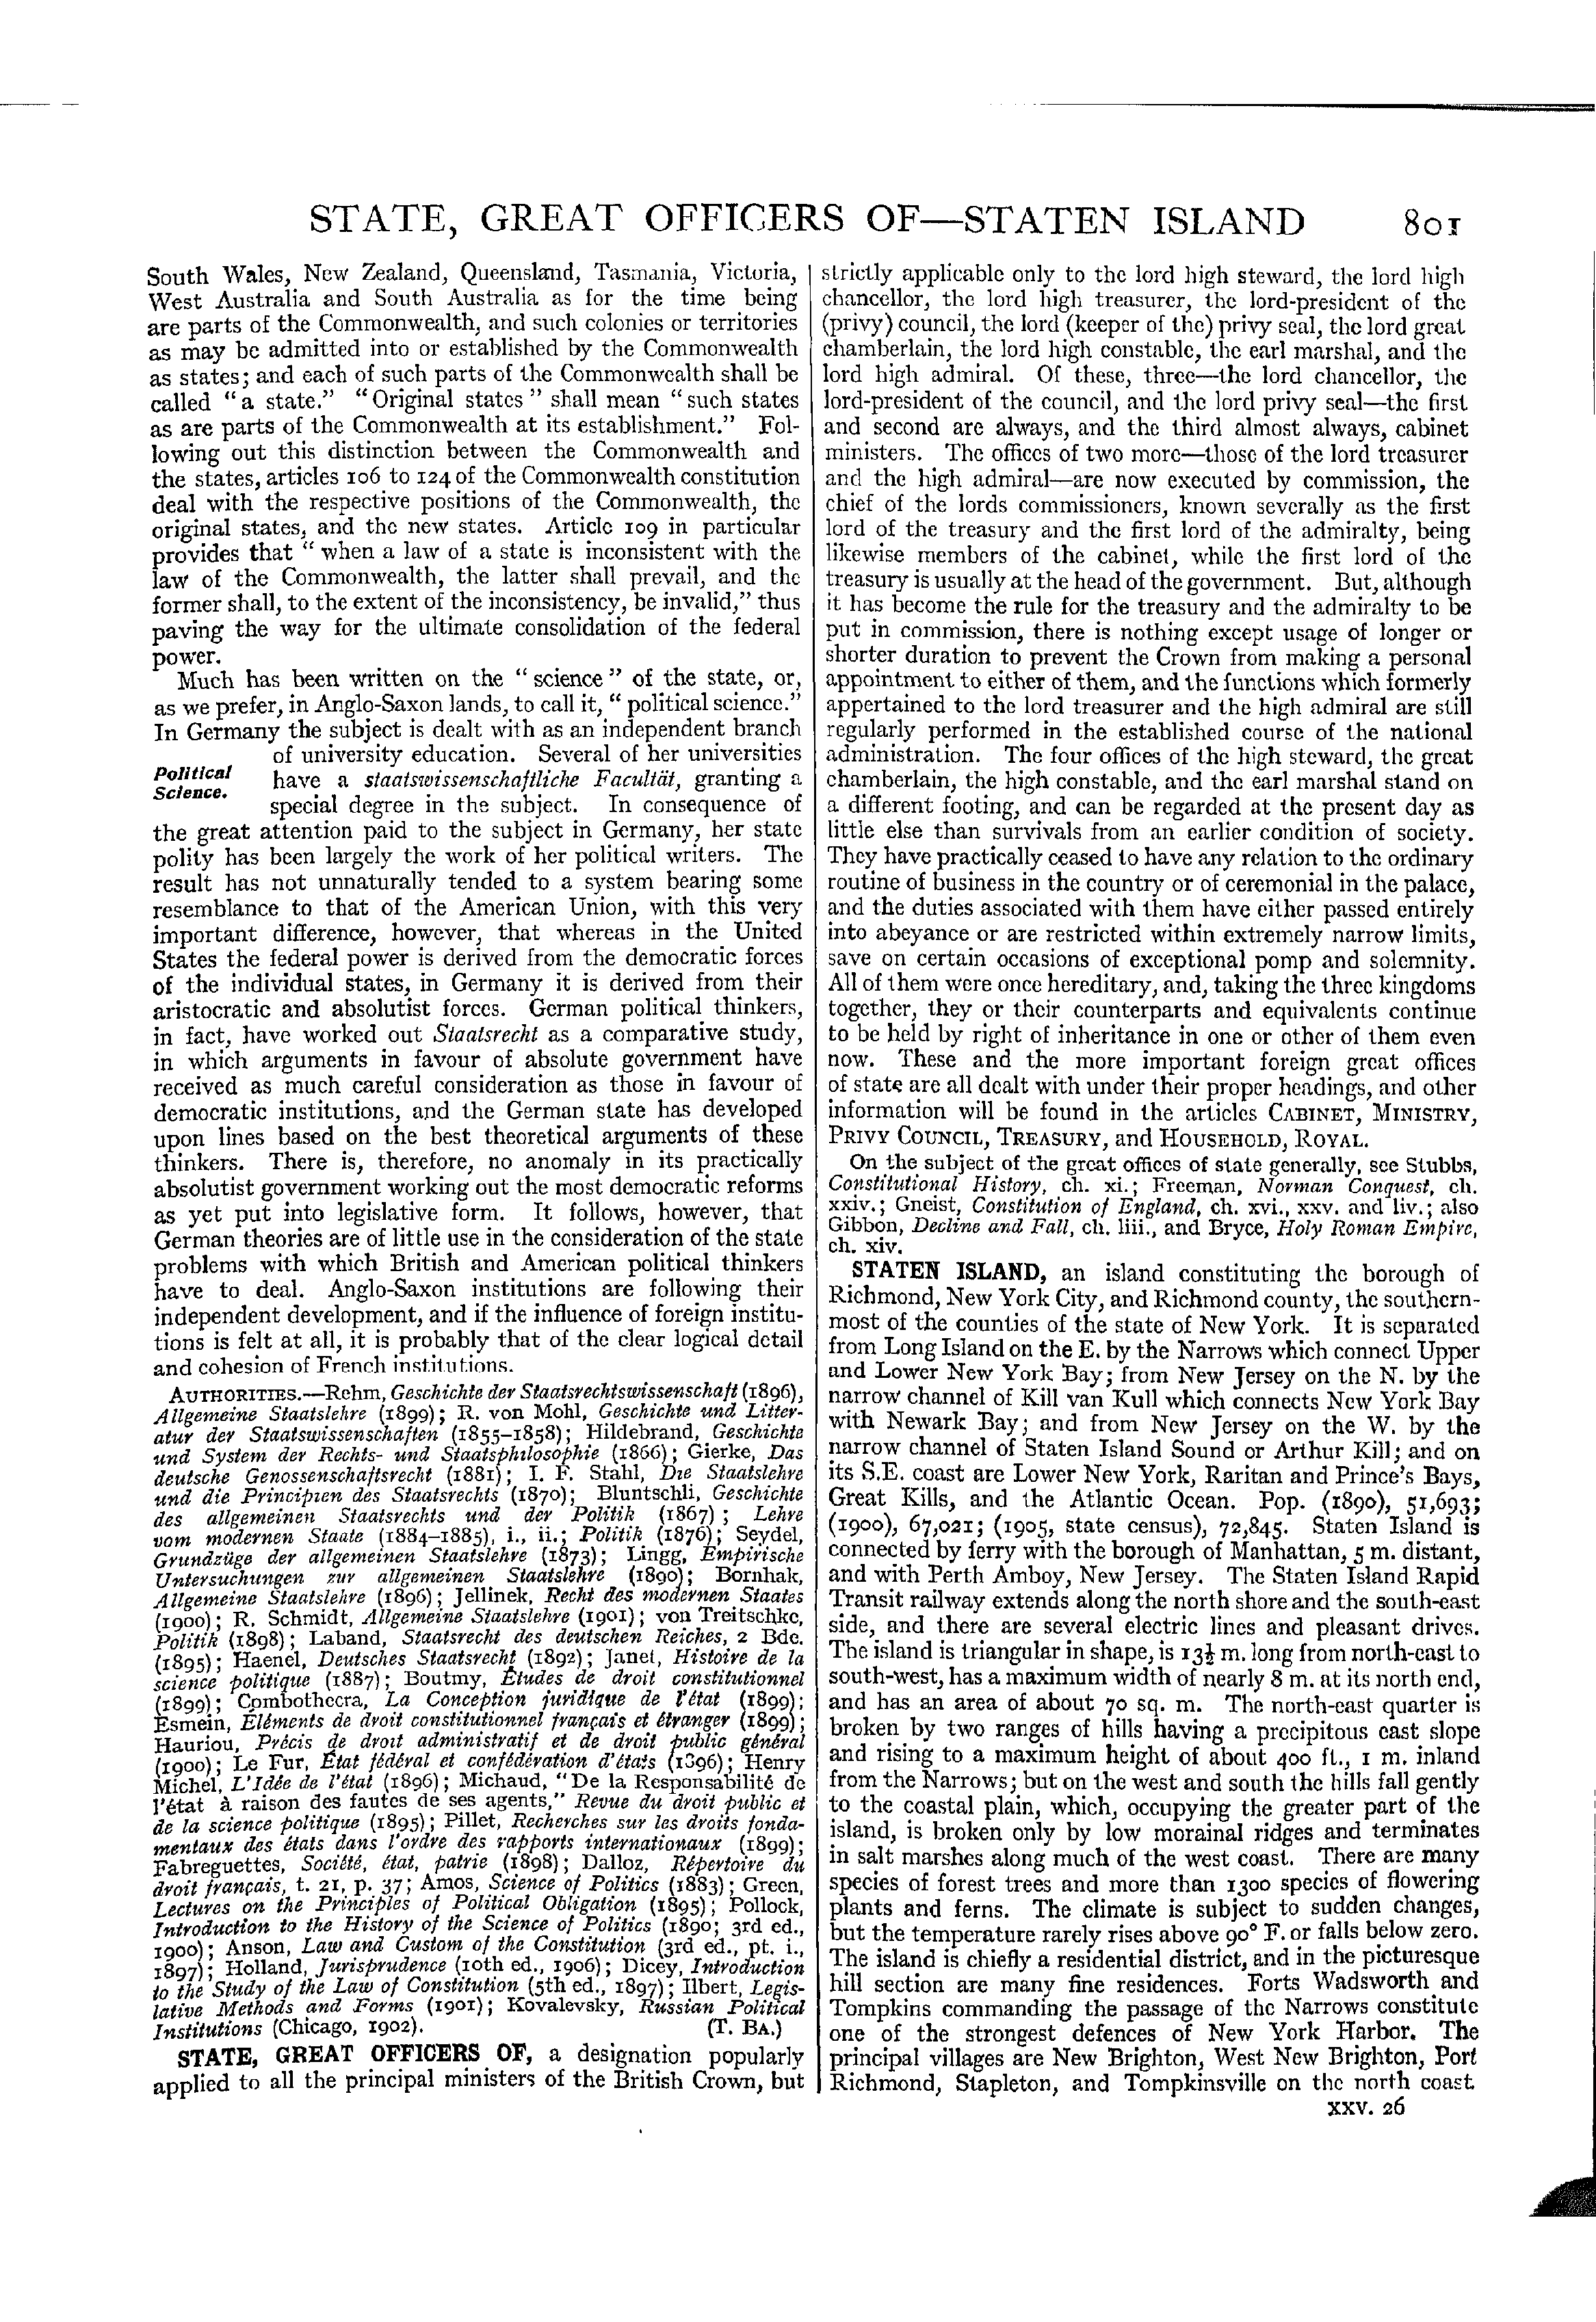 STATE, GREAT OFFICERS OF—STATEN ISLAND 801
South Wales, New Zealand, Queensland, Tasmania, Victoria,
West Australia and South Australia as for the time being
are parts of the Commonwealth, and such colonies or territories
as may be admitted into or established by the Commonwealth
as states; and each of such parts of the Commonwealth shall be
called “a state.” “Original states” shall mean “such states
as are parts of the Commonwealth at its establishment.” Fol-
lowing out this distinction between the Commonwealth and
the states, articles 106 to 124 of the Commonwealth constitution
deal with the respective positions of the Commonwealth, the
original states, and the new states. Article 109 in particular
provides that “when a law of a state is inconsistent with the
law of the Commonwealth, the latter shall prevail, and the
former shall, to the extent of the inconsistency, be invalid,” thus
paving the way for the ultimate consolidation of the federal
power.
Much has been written on the “science” of the state, or,
as we prefer, in Anglo-Saxon lands, to call it, “political science.”
In Germany the subject is dealt with as an independent branch
of university education. Several of her universities
Political
Science.
have a staatswissenschaftliche Facultät, granting a
special degree in the subject. In consequence of
the great attention paid to the subject in Germany, her state
polity has been largely the work of her political writers. The
result has not unnaturally tended to a system bearing some
resemblance to that of the American Union, with this very
important difference, however, that whereas in the United
States the federal power is derived from the democratic forces
of the individual states, in Germany it is derived from their
aristocratic and absolutist forces. German political thinkers,
in fact, have worked out Staatsrecht as a comparative study,
in which arguments in favour of absolute government have
received as much careful consideration as those in favour of
democratic institutions, and the German state has developed
upon lines based on the best theoretical arguments of these
thinkers. There is, therefore, no anomaly in its practically
absolutist government working out the most democratic reforms
as yet put into legislative form. It follows, however, that
German theories are of little use in the consideration of the state
problems with which British and American political thinkers
have to deal. Anglo-Saxon institutions are following their
independent development, and if the influence of foreign institu-
tions is felt at all, it is probably that of the clear logical detail
and cohesion of French institutions.
AUTHORITIES.—Rehm, Geschichte der Staatsrechtswissenschaft (1896),
Allgemeine Staatslehre (1899); R. von Mohl, Geschichte und Litter-
atur der Staatswissenschaften (1855–1858); Hildebrand, Geschichte
und System der Rechts- und Staatsphilosophie (1866); Gierke, Das
deutsche Genossenschaftsrecht (1881); I. F. Stahl, Die Staatslehre
und die Principien des Staatsrechts (1870); Bluntschli, Geschichte
des allgemeinen Staatsrechts und der Politik (1867); Lehre
vom modernen Staate (1884–1885), i., ii.; Politik (1876); Seydel,
Grundzüge der allgemeinen Staatslehre (1873); Lingg, Empirische
Untersuchungen zur allgemeinen Staatslehre (1890); Bornhak,
Allgemeine Staatslehre (1896); Jellinek, Recht des modernen Staates
(1900); R. Schmidt, Allgemeine Staatslehre (1901); von Treitschke,
Politik (1898); Laband, Staatsrecht des deutschen Reiches, 2 Bde.
(1895); Haenel, Deutsches Staatsrecht (1892); Janet, Histoire de la
science politique (1887); Boutmy, Études de droit constitutionnel
(1899); Combothecra, La Conception juridique de l'état (1899);
Esmein, Eléments de droit constitutionnel français et étranger (1899);
Hauriou, Précis de droit administratif et de droit public général
(1900); Le Fur, État fédéral et confédération d'états (1896); Henry
Michel, L'Idée de l'état (1896); Michaud, “De la Responsabilité de
l'état à raison des fautes de ses agents,” Revue du droit public et
de la science politique (1895); Pillet, Recherches sur les droits fonda-
mentaux des états dans l'ordre des rapports internationaux (1899);
Fabreguettes, Société, état, patrie (1898); Dalloz, Répertoire du
droit français, t. 21, p. 37; Amos, Science of Politics (1883); Green,
Lectures on the Principles of Political Obligation (1895); Pollock,
Introduction to the History of the Science of Politics (1890; 3rd ed.,
1900); Anson, Law and Custom of the Constitution (3rd ed., pt. i.,
1897); Holland, Jurisprudence (10th ed., 1906); Dicey, Introduction
to the Study of the Law of Constitution (5th ed., 1897); Ilbert, Legis-
lative Methods and Forms (1901); Kovalevsky, Russian Political
Institutions (Chicago, 1902). (T. BA.)
STATE, GREAT OFFICERS OF, a designation popularly
applied to all the principal ministers of the British Crown, but
strictly applicable only to the lord high steward, the lord high
chancellor, the lord high treasurer, the lord-president of the
(privy) council, the lord (keeper of the) privy seal, the lord great
chamberlain, the lord high constable, the earl marshal, and the
lord high admiral. Of these, three—the lord chancellor, the
lord-president of the council, and the lord privy seal—the first
and second are always, and the third almost always, cabinet
ministers. The offices of two more—those of the lord treasurer
and the high admiral—are now executed by commission, the
chief of the lords commissioners, known severally as the first
lord of the treasury and the first lord of the admiralty, being
likewise members of the cabinet, while the first lord of the
treasury is usually at the head of the government. But, although
it has become the rule for the treasury and the admiralty to be
put in commission, there is nothing except usage of longer or
shorter duration to prevent the Crown from making a personal
appointment to either of them, and the functions which formerly
appertained to the lord treasurer and the high admiral are still
regularly performed in the established course of the national
administration. The four offices of the high steward, the great
chamberlain, the high constable, and the earl marshal stand on
a different footing, and can be regarded at the present day as
little else than survivals from an earlier condition of society.
They have practically ceased to have any relation to the ordinary
routine of business in the country or of ceremonial in the palace,
and the duties associated with them have either passed entirely
into abeyance or are restricted within extremely narrow limits,
save on certain occasions of exceptional pomp and solemnity.
All of them were once hereditary, and, taking the three kingdoms
together, they or their counterparts and equivalents continue
to be held by right of inheritance in one or other of them even
now. These and the more important foreign great offices
of state are all dealt with under their proper headings, and other
information will be found in the articles CABINET, MINISTRY,
PRIVY COUNCIL, TREASURY, and HOUSEHOLD, ROYAL.
On the subject of the great offices of state generally, see Stubbs,
Constitutional History, ch. xi.; Freeman, Norman Conquest, ch.
xxiv.; Gneist, Constitution of England, ch. xvi., xxv. and liv.; also
Gibbon, Decline and Fall, ch. liii., and Bryce, Holy Roman Empire,
ch. xiv.
STATEN ISLAND, an island constituting the borough of
Richmond, New York City, and Richmond county, the southern-
most of the counties of the state of New York. It is separated
from Long Island on the E. by the Narrows which connect Upper
and Lower New York Bay; from New Jersey on the N. by the
narrow channel of Kill van Kull which connects New York Bay
with Newark Bay; and from New Jersey on the W. by the
narrow channel of Staten Island Sound or Arthur Kill; and on
its S.E. coast are Lower New York, Raritan and Prince's Bays,
Great Kills, and the Atlantic Ocean. Pop. (1890), 51,693;
(1900), 67,021; (1905, state census), 72,845. Staten Island is
connected by ferry with the borough of Manhattan, 5 m. distant,
and with Perth Amboy, New Jersey. The Staten Island Rapid
Transit railway extends along the north shore and the south-east
side, and there are several electric lines and pleasant drives.
The island is triangular in shape, is 13½ m. long from north-east to
south-west, has a maximum width of nearly 8 m. at its north end,
and has an area of about 70 sq. m. The north-east quarter is
broken by two ranges of hills having a precipitous east slope
and rising to a maximum height of about 400 ft., 1 m. inland
from the Narrows; but on the west and south the hills fall gently
to the coastal plain, which, occupying the greater part of the
island, is broken only by low morainal ridges and terminates
in salt marshes along much of the west coast. There are many
species of forest trees and more than 1300 species of flowering
plants and ferns. The climate is subject to sudden changes,
but the temperature rarely rises above 90° F. or falls below zero.
The island is chiefly a residential district, and in the picturesque
hill section are many fine residences. Forts Wadsworth and
Tompkins commanding the passage of the Narrows constitute
one of the strongest defences of New York Harbor. The
principal villages are New Brighton, West New Brighton, Port
Richmond, Stapleton, and Tompkinsville on the north coast
XXV. 26